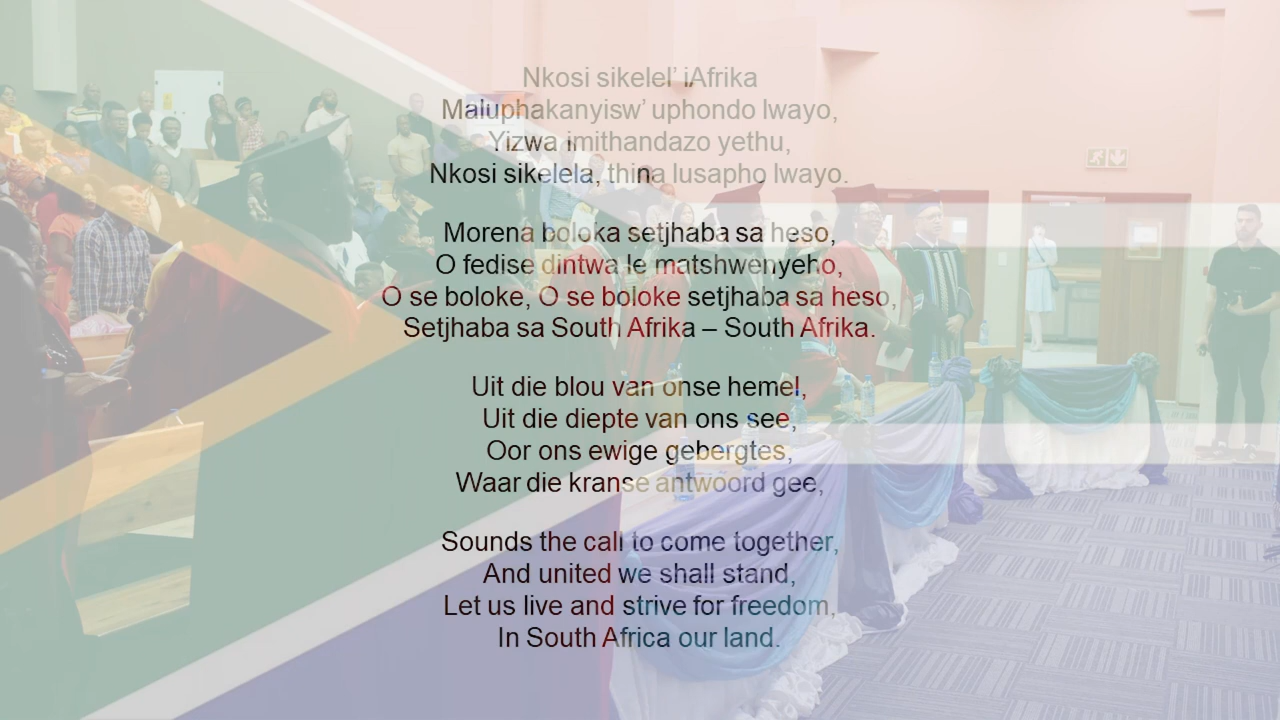 Nkosi sikelel’ iAfrika
Maluphakanyisw’ uphondo lwayo,
Yizwa imithandazo yethu,
Nkosi sikelela, thina lusapho lwayo.
Morena boloka setjhaba sa heso,
O fedise dintwa le matshwenyeho,
O se boloke, O se boloke setjhaba sa heso,
Setjhaba sa South Afrika – South Afrika.
Uit die blou van onse hemel,
Uit die diepte van ons see,
Oor ons ewige gebergtes,
Waar die kranse antwoord gee,
Sounds the call to come together,
And united we shall stand,
Let us live and strive for freedom,
In South Africa our land.